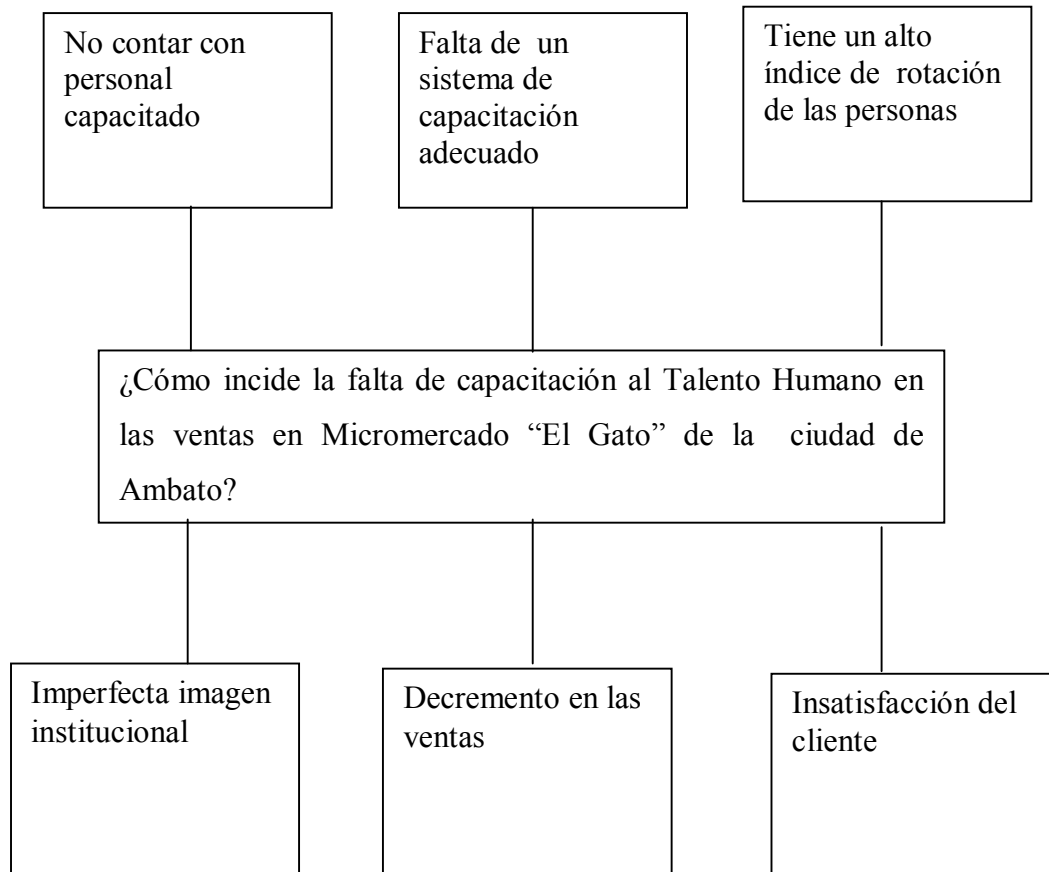 No contar con
personal
capacitado
Falta de un
sistema de
capacitación
adecuado
Tiene un alto
índice de rotación
de las personas
¿Cómo incide la falta de capacitación al Talento Humano en
las ventas en Micromercado “El Gato” de la ciudad de
Ambato?
Imperfecta imagen
institucional
Decremento en las
ventas
Insatisfacción del
cliente